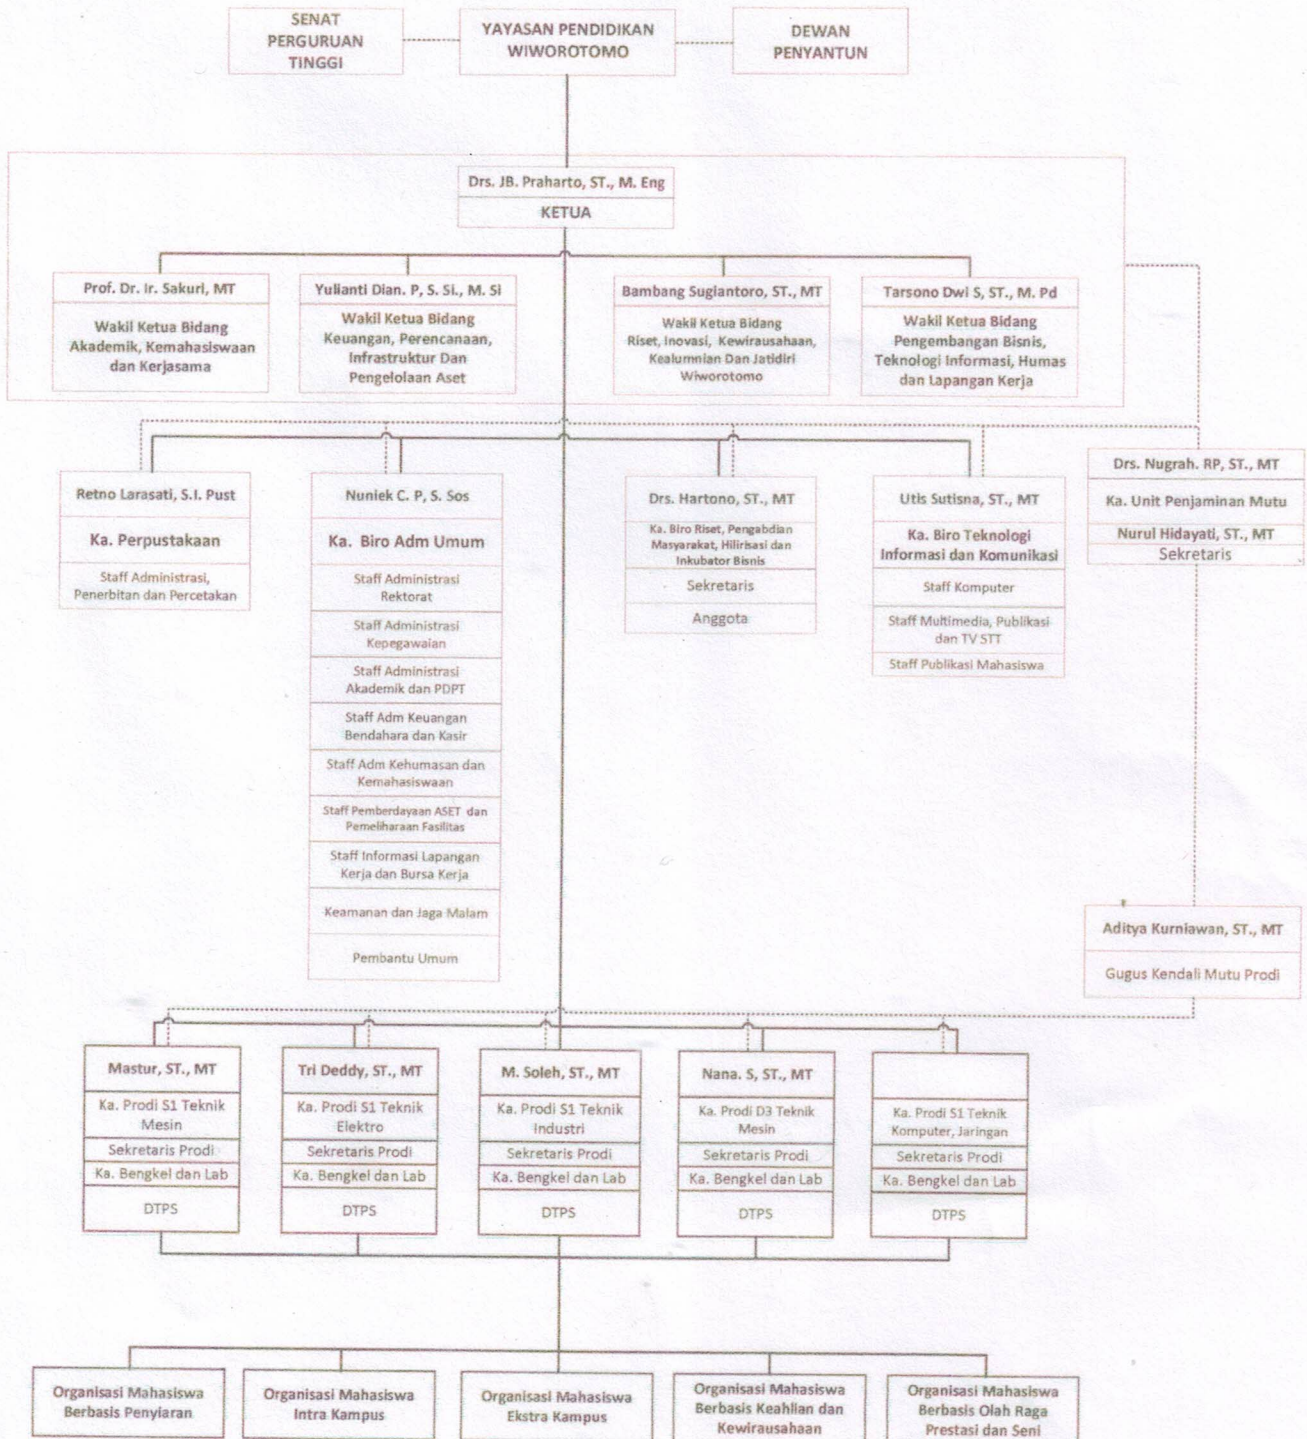 SENAT
PERGURUAN
TINGGI
YAYASAN PENDIDIKAN
WIWOROTOMO
DEWAN
PENYANTUN
Drs. JB. Praharto, ST., M. Eng
KETUA
Prof. Dr. Ir. Sakuri, MT
Wakil Ketua Bidang
Akademik, Kemahasiswaan
dan Kerjasama
Yulianti Dian. P, S. Si., M. Si
Wakil Ketua Bidang
Keuangan, Perencanaan,
Infrastruktur Dan
Pengelolaan Aset
Bambang Sugiantoro, ST., MT
Wakil Ketua Bidang
Riset, Inovasi, Kewirausahaan,
Kealumnian Dan Jatidiri
Wiworotomo
Tarsono Dwi S, ST., M. Pd
Wakil Ketua Bidang
Pengembangan Bisnis,
Teknologi Informasi, Humas
dan Lapangan Kerja
Retno Larasati, S.I. Pust
Ka. Perpustakaan
Staff Administrasi,
Penerbitan dan Percetakan
Nuniek C. P, S. Sos
Ka. Biro Adm Umum
Staff Administrasi
Rektorat
Staff Administrasi
Kepegawaian
Staff Administrasi
Akademik dan PDPT
Staff Adm Keuangan
Bendahara dan Kasir
Staff Adm Kehumasan dan
Kemahasiswaan
Staff Pemberdayaan ASET dan
Pemeliharaan Fasilitas
Staff Informasi Lapangan
Kerja dan Bursa Kerja
Keamanan dan Jaga Malam
Pembantu Umum
Drs. Hartono, ST., MT
Ka. Biro Riset, Pengabdian
Masyarakat, Hilirisasi dan
Inkubator Bisnis
Sekretaris
Anggota
Utis Sutisna, ST., MT
Ka. Biro Teknologi
Informasi dan Komunikasi
Staff Komputer
Staff Multimedia, Publikasi
dan TV STT
Staff Publikasi Mahasiswa
Drs. Nugrah. RP, ST., MT
Ka. Unit Penjaminan Mutu
Nurul Hidayati, ST., MT
Sekretaris
Aditya Kurniawan, ST., MT
Gugus Kendali Mutu Prodi
Mastur, ST., MT
Ka. Prodi S1 Teknik
Mesin
Sekretaris Prodi
Ka. Bengkel dan Lab
DTPS
Tri Deddy, ST., MT
Ka. Prodi S1 Teknik
Elektro
Sekretaris Prodi
Ka. Bengkel dan Lab
DTPS
M. Soleh, ST., MT
Ka. Prodi S1 Teknik
Industri
Sekretaris Prodi
Ka. Bengkel dan Lab
DTPS
Nana. S, ST., MT
Ka. Prodi D3 Teknik
Mesin
Sekretaris Prodi
Ka. Bengkel dan Lab
DTPS
Ka. Prodi S1 Teknik
Komputer, Jaringan
Sekretaris Prodi
Ka. Bengkel dan Lab
DTPS
Organisasi Mahasiswa
Berbasis Penyiaran
Organisasi Mahasiswa
Intra Kampus
Organisasi Mahasiswa
Ekstra Kampus
Organisasi Mahasiswa
Berbasis Keahlian dan
Kewirausahaan
Organisasi Mahasiswa
Berbasis Olah Raga
Prestasi dan Seni